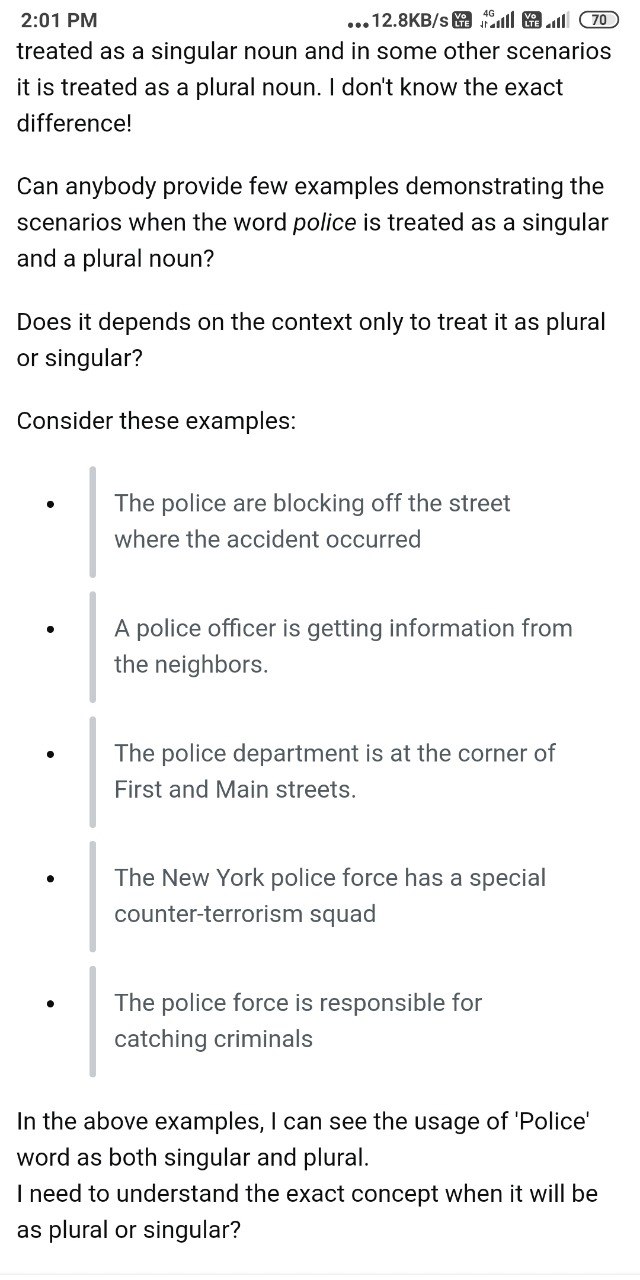 2:01 PM ...12.8KB/s Vo LTE 4G Vo LTE 70
treated as a singular noun and in some other scenarios
it is treated as a plural noun. I don't know the exact
difference!
Can anybody provide few examples demonstrating the
scenarios when the word police is treated as a singular
and a plural noun?
Does it depends on the context only to treat it as plural
or singular?
Consider these examples:
• The police are blocking off the street
where the accident occurred
• A police officer is getting information from
the neighbors.
• The police department is at the corner of
First and Main streets.
• The New York police force has a special
counter-terrorism squad
• The police force is responsible for
catching criminals
In the above examples, I can see the usage of 'Police'
word as both singular and plural.
I need to understand the exact concept when it will be
as plural or singular?